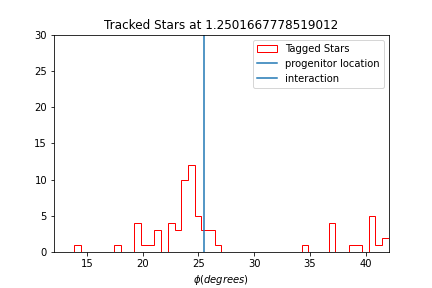 Tracked Stars at 1.2501667778519012
Tagged Stars
progenitor location
interaction
30
25
20
15
10
5
0
15 20 25 30 35 40
ϕ(degrees)